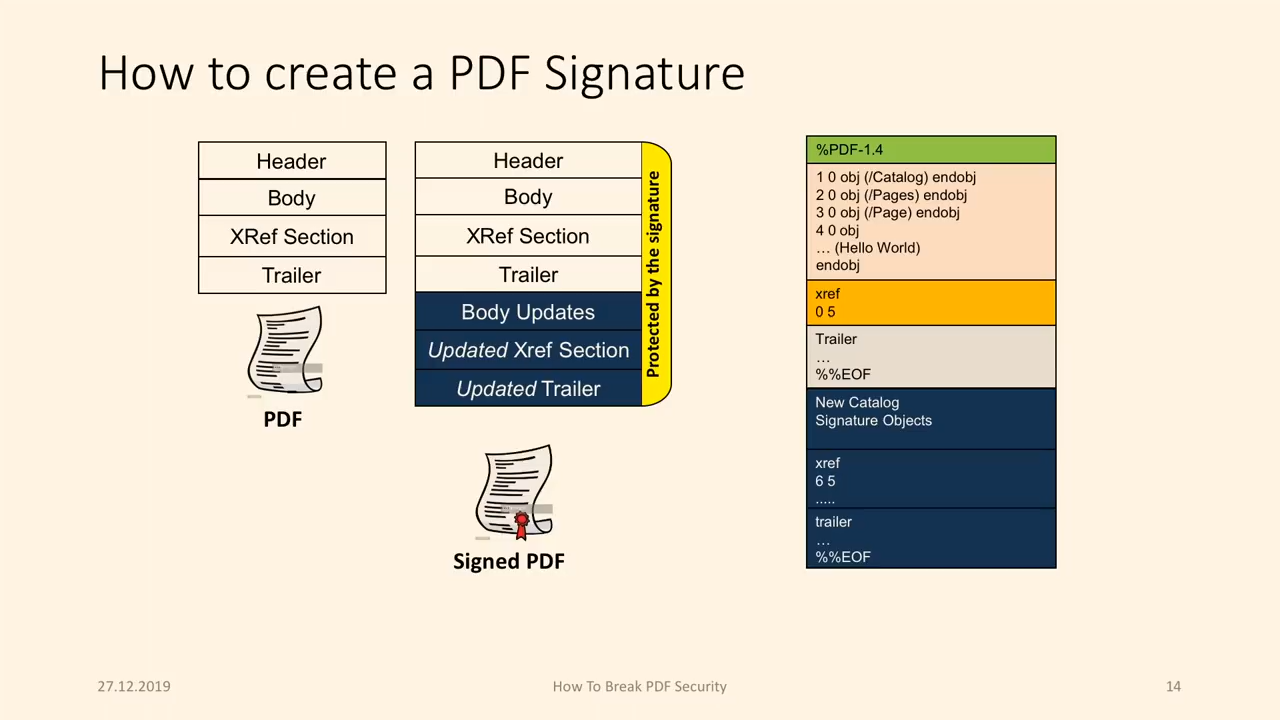 How to create a PDF Signature
Header
Body
XRef Section
Trailer
PDF
Header
Body
XRef Section
Trailer
Body Updates
Updated Xref Section
Updated Trailer
Protected by the signature
Signed PDF
%PDF-1.4
1 0 obj (/Catalog) endobj
2 0 obj (/Pages) endobj
3 0 obj (/Page) endobj
4 0 obj
… (Hello World)
endobj
xref
0 5
Trailer
…
%%EOF
New Catalog
Signature Objects
xref
6 5
.....
trailer
…
%%EOF
27.12.2019
How To Break PDF Security
14